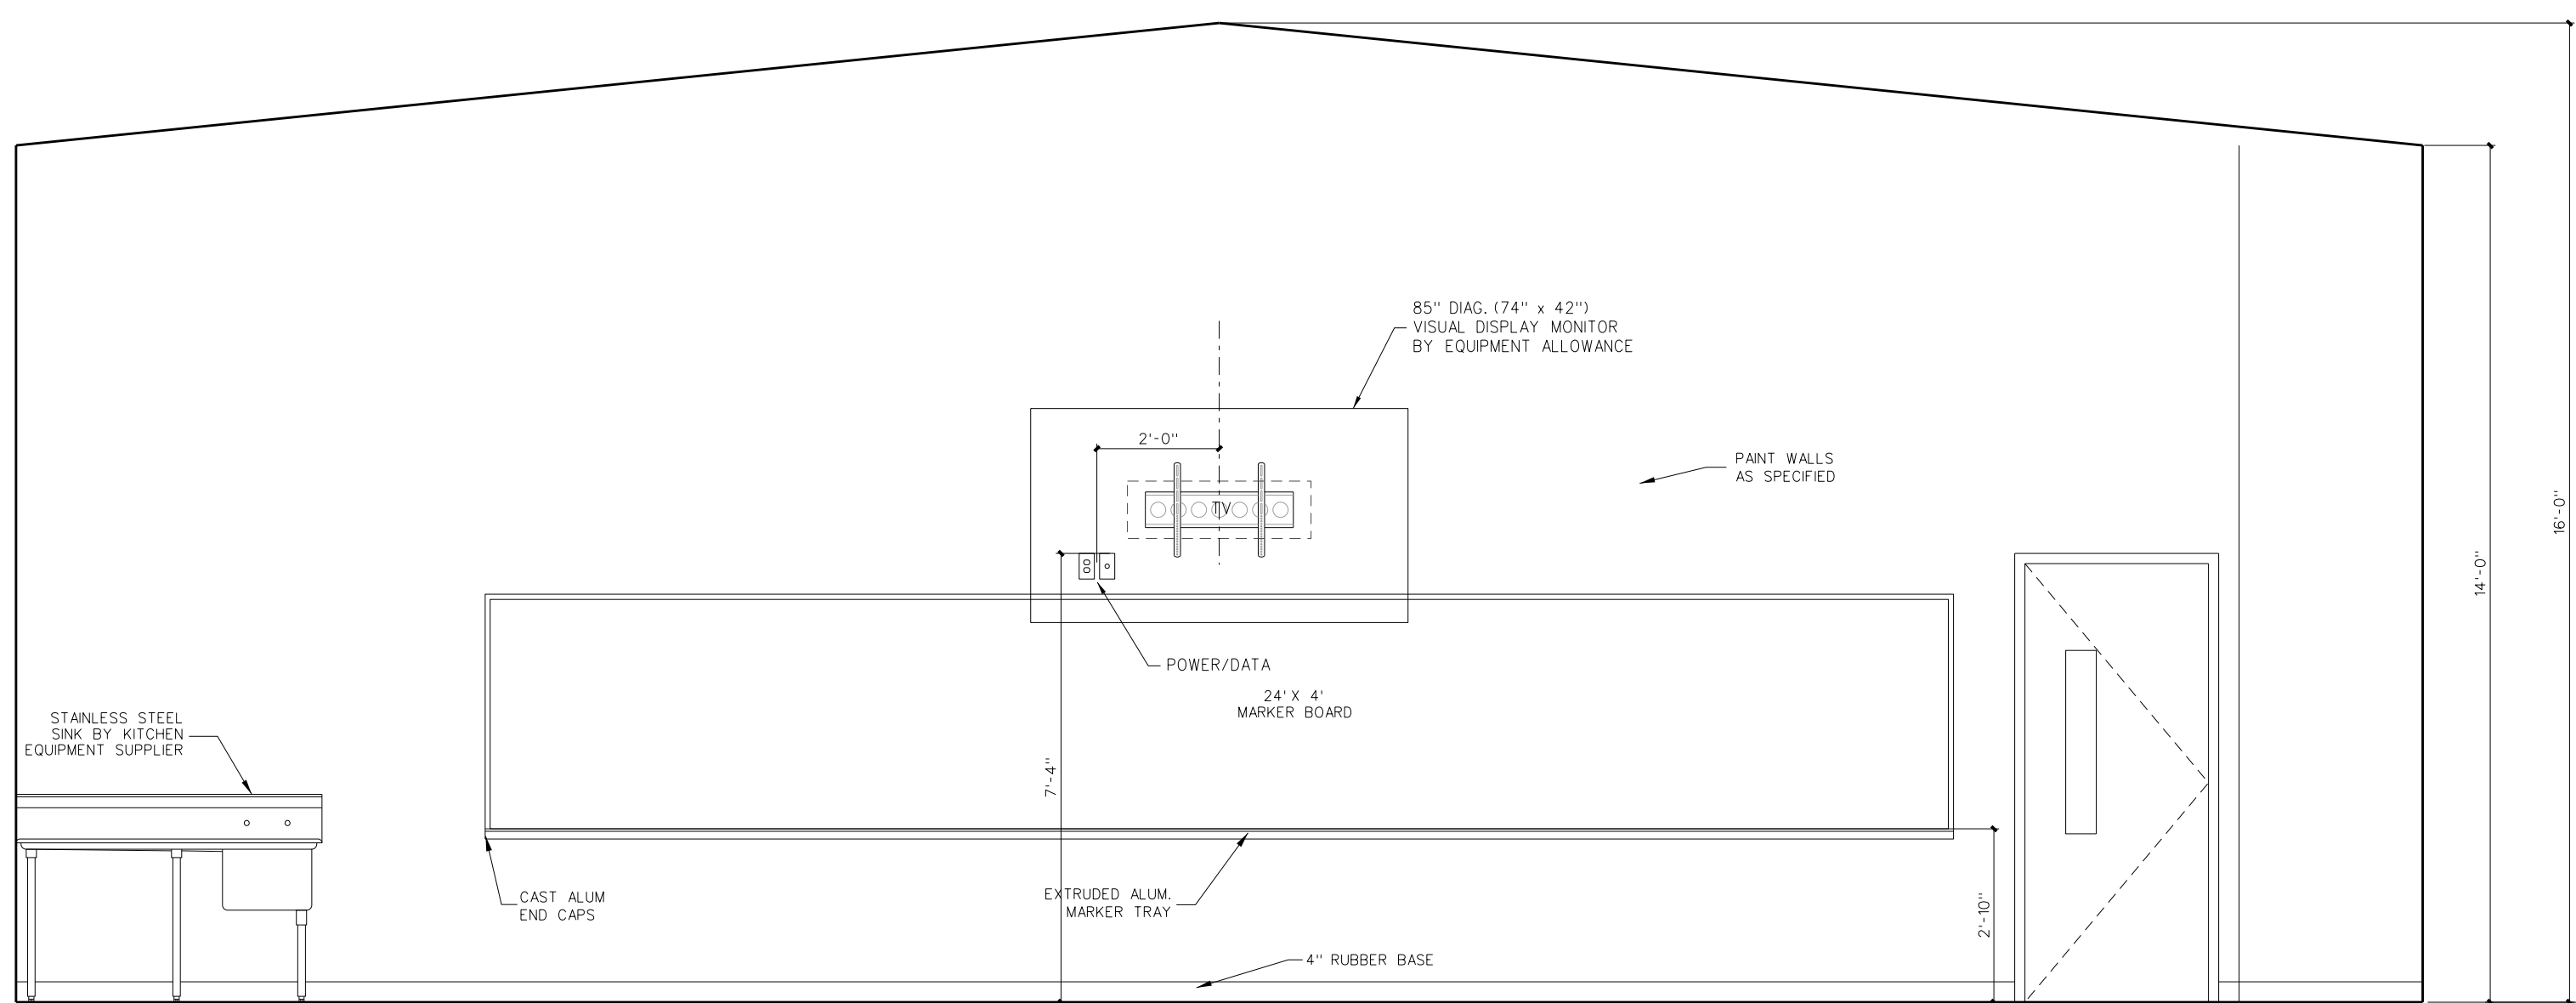 85" DIAG. (74" x 42")
VISUAL DISPLAY MONITOR
BY EQUIPMENT ALLOWANCE
2'-0"
PAINT WALLS
AS SPECIFIED
TV
16'-0"
14'-0"
POWER/DATA
24' X 4'
MARKER BOARD
STAINLESS STEEL
SINK BY KITCHEN
EQUIPMENT SUPPLIER
7'-4"
CAST ALUM
END CAPS
EXTRUDED ALUM.
MARKER TRAY
2'-10"
4" RUBBER BASE